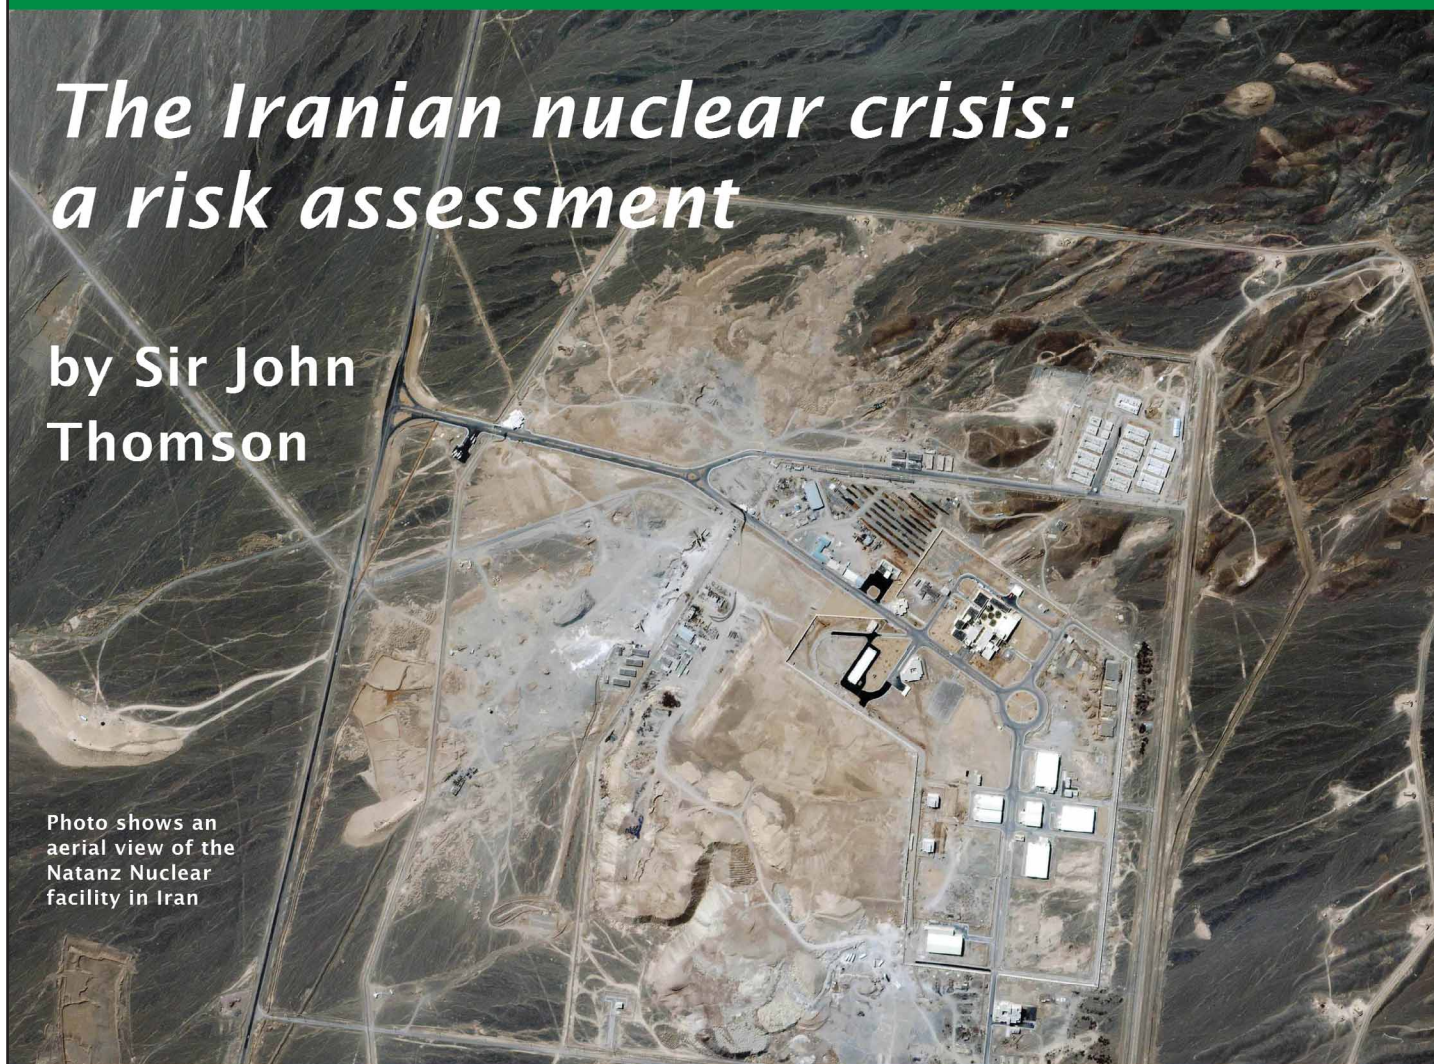 The Iranian nuclear crisis:
a risk assessment
by Sir John
Thomson
Photo shows an
aerial view of the
Natanz Nuclear
facility in Iran